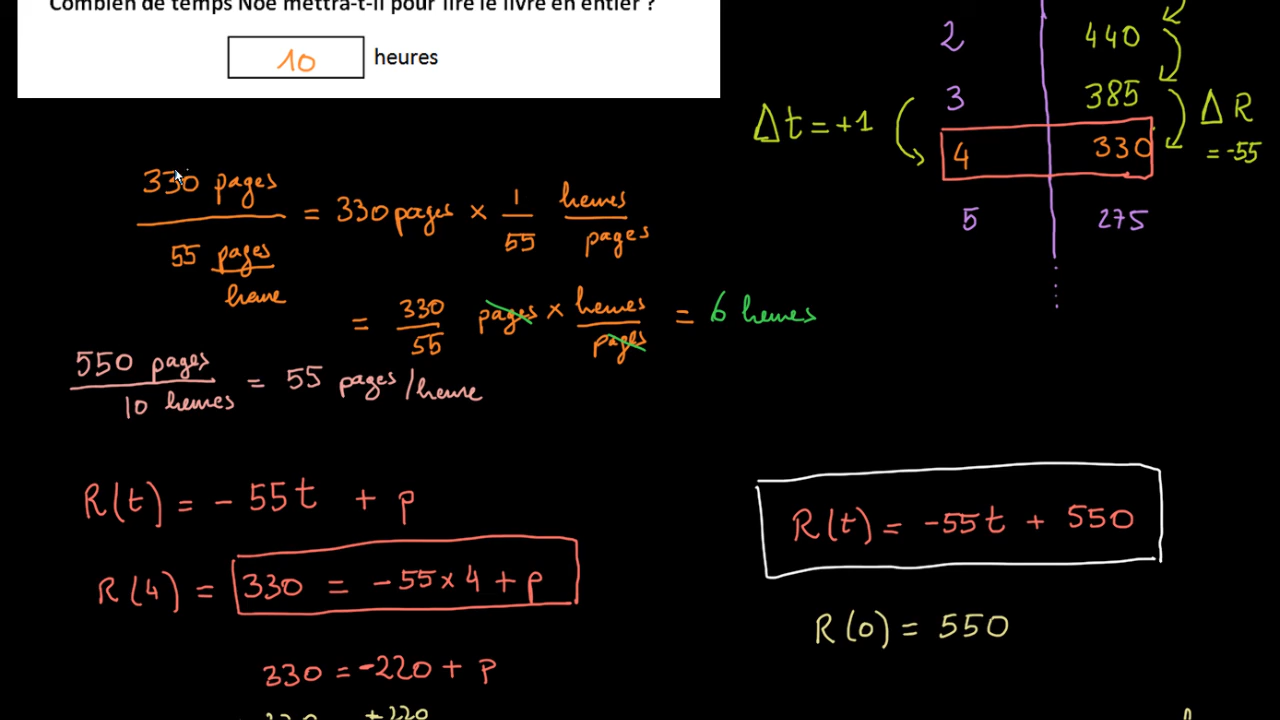 Combien de temps Noé mettra-t-il pour lire le livre en entier ?
10 heures
2 440
3 385
Δt = +1
ΔR = -55
4 330
5 275
330 pages / 55 pages/heure = 330 pages × 1/55 heures/pages
= 330/55 pages × heures/pages = 6 heures
550 pages / 10 heures = 55 pages/heure
R(t) = -55t + p
R(4) = 330 = -55 × 4 + p
330 = -220 + p
+220
R(t) = -55t + 550
R(0) = 550